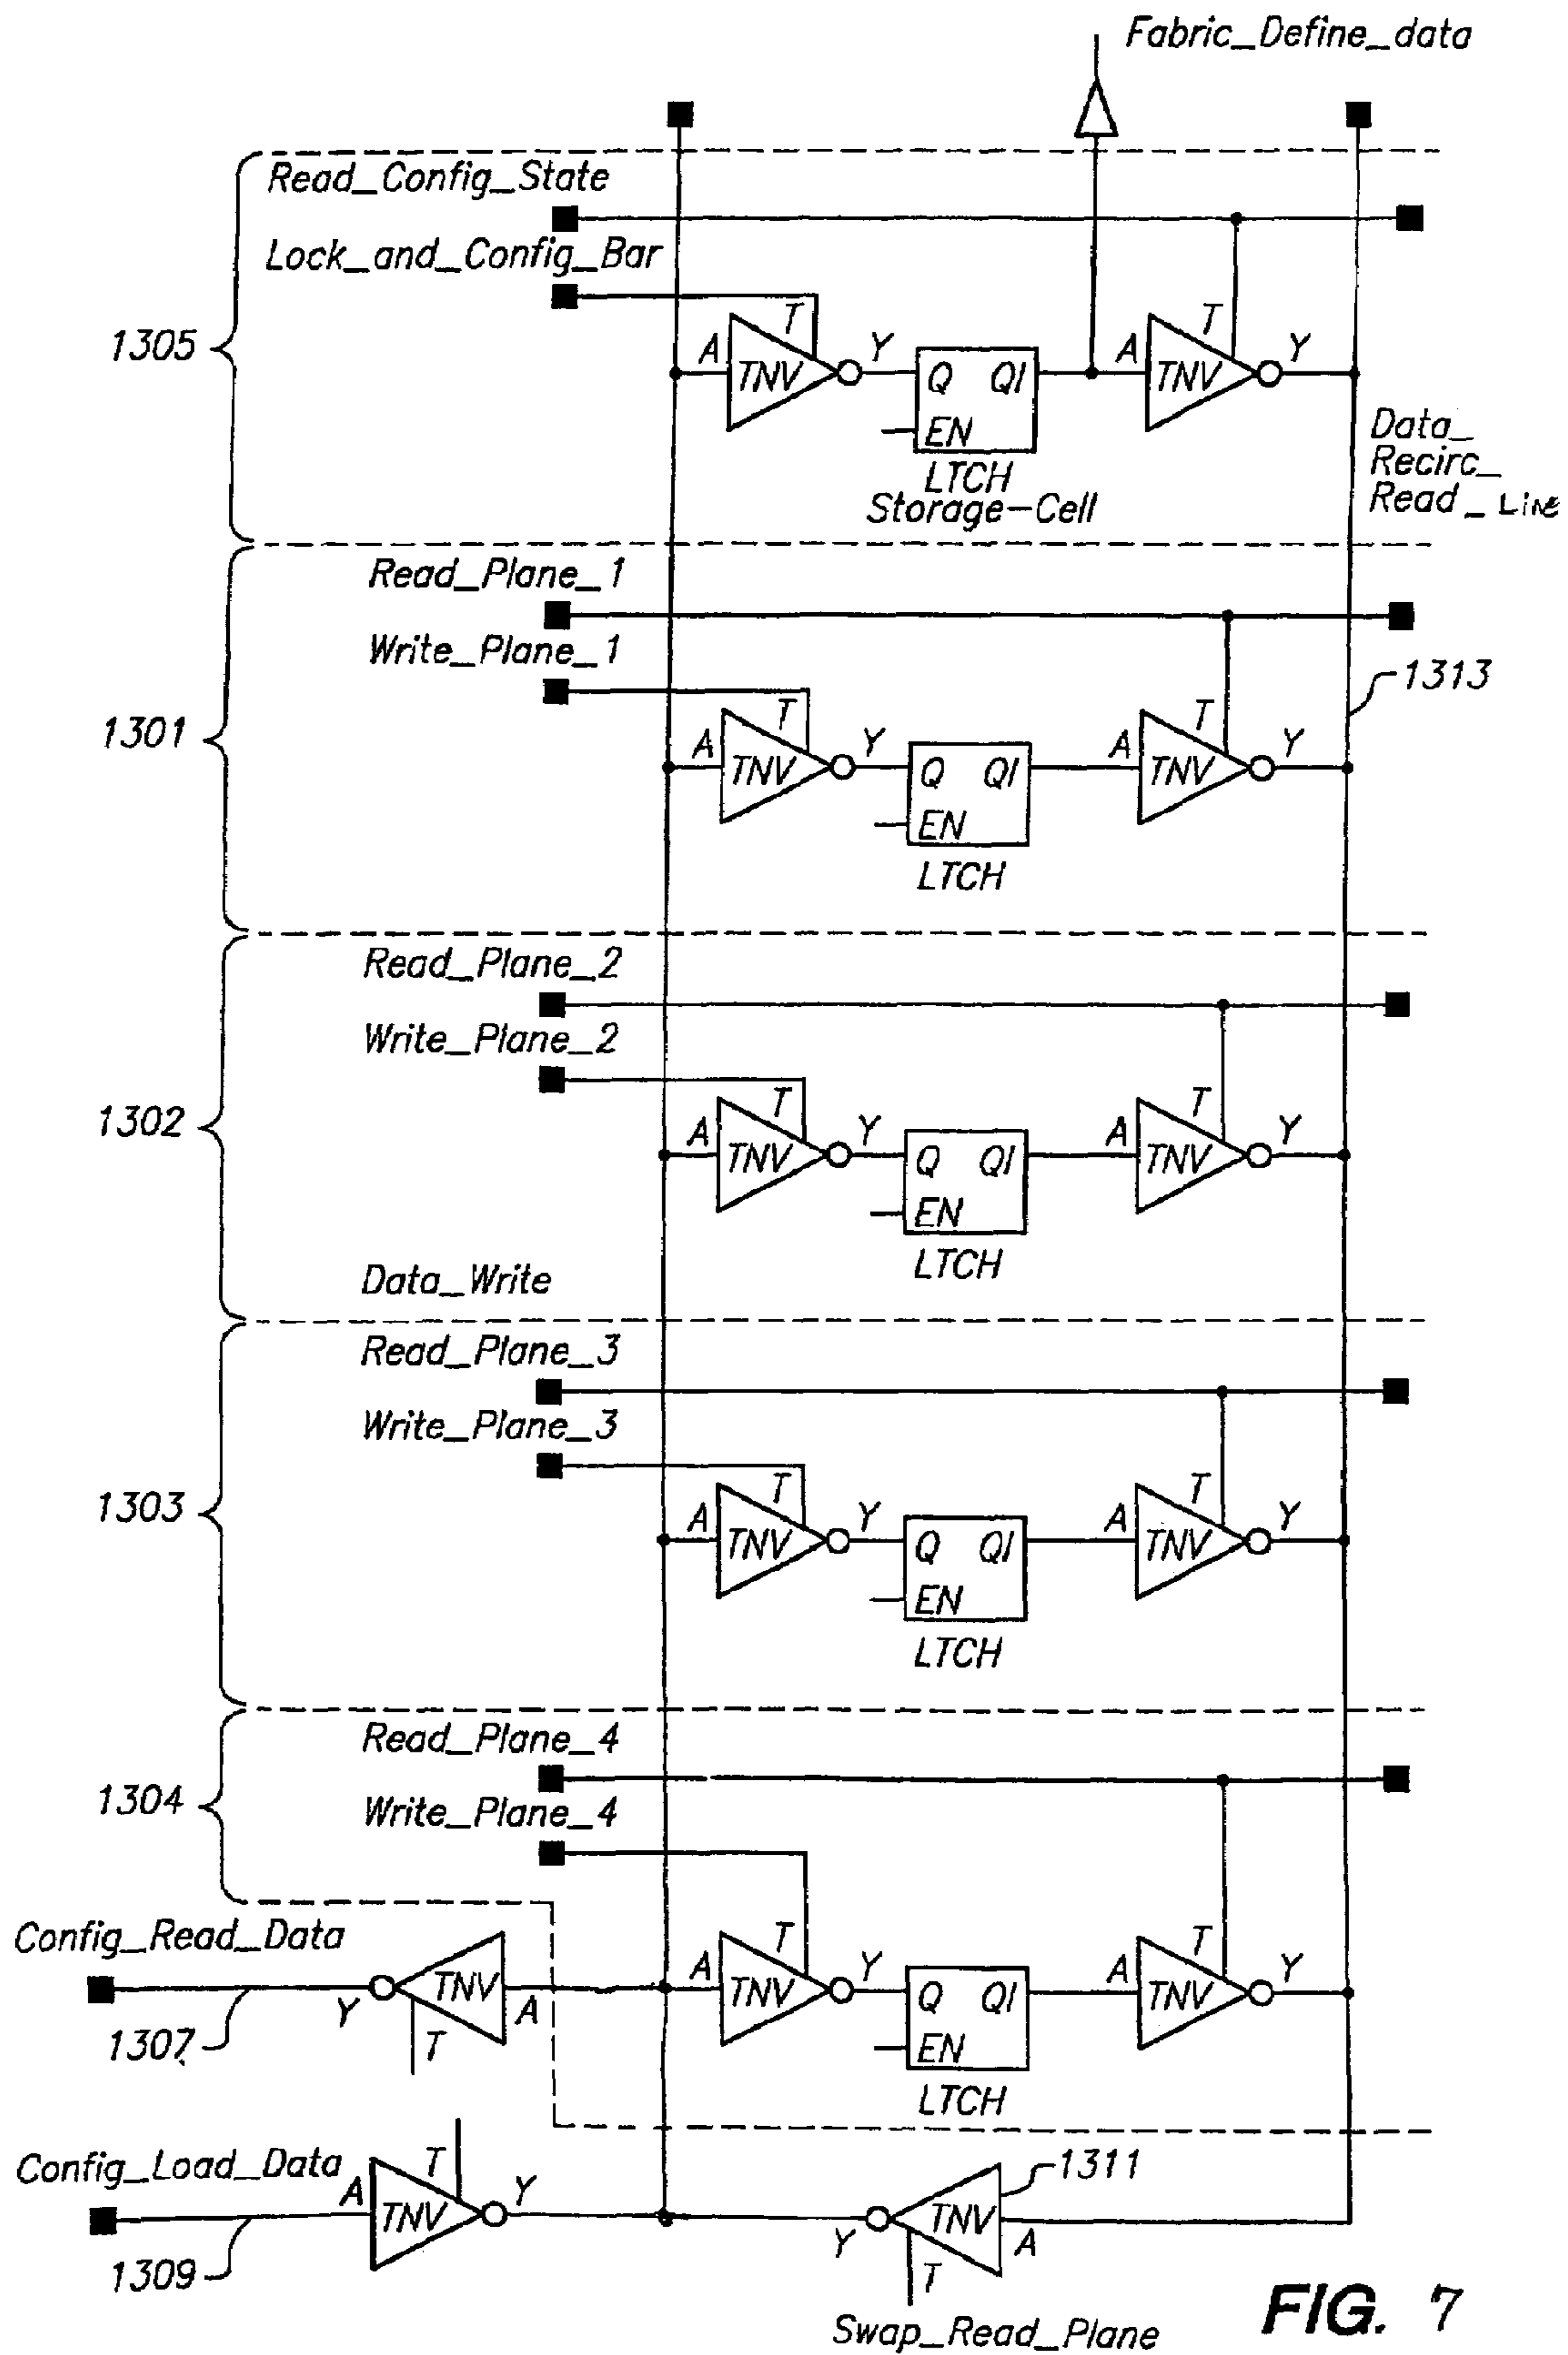 Fabric_Define_data
Read_Config_State
Lock_and_Config_Bar
1305
T
T
A
TNV
Y
Q QI
EN
A
TNV
Y
LTCH
Storage-Cell
Data_
Recirc_
Read_Line
Read_Plane_1
Write_Plane_1
1313
1301
T
T
A
TNV
Y
Q QI
EN
A
TNV
Y
LTCH
Read_Plane_2
Write_Plane_2
1302
T
T
A
TNV
Y
Q QI
EN
A
TNV
Y
LTCH
Data_Write
Read_Plane_3
Write_Plane_3
1303
T
T
A
TNV
Y
Q QI
EN
A
TNV
Y
LTCH
Read_Plane_4
1304
Write_Plane_4
Config_Read_Data
Y
TNV
A
T
1307
T
T
A
TNV
Y
Q QI
EN
A
TNV
Y
LTCH
Config_Load_Data
A
T
TNV
Y
1309
1311
Y
TNV
A
T
Swap_Read_Plane
FIG. 7